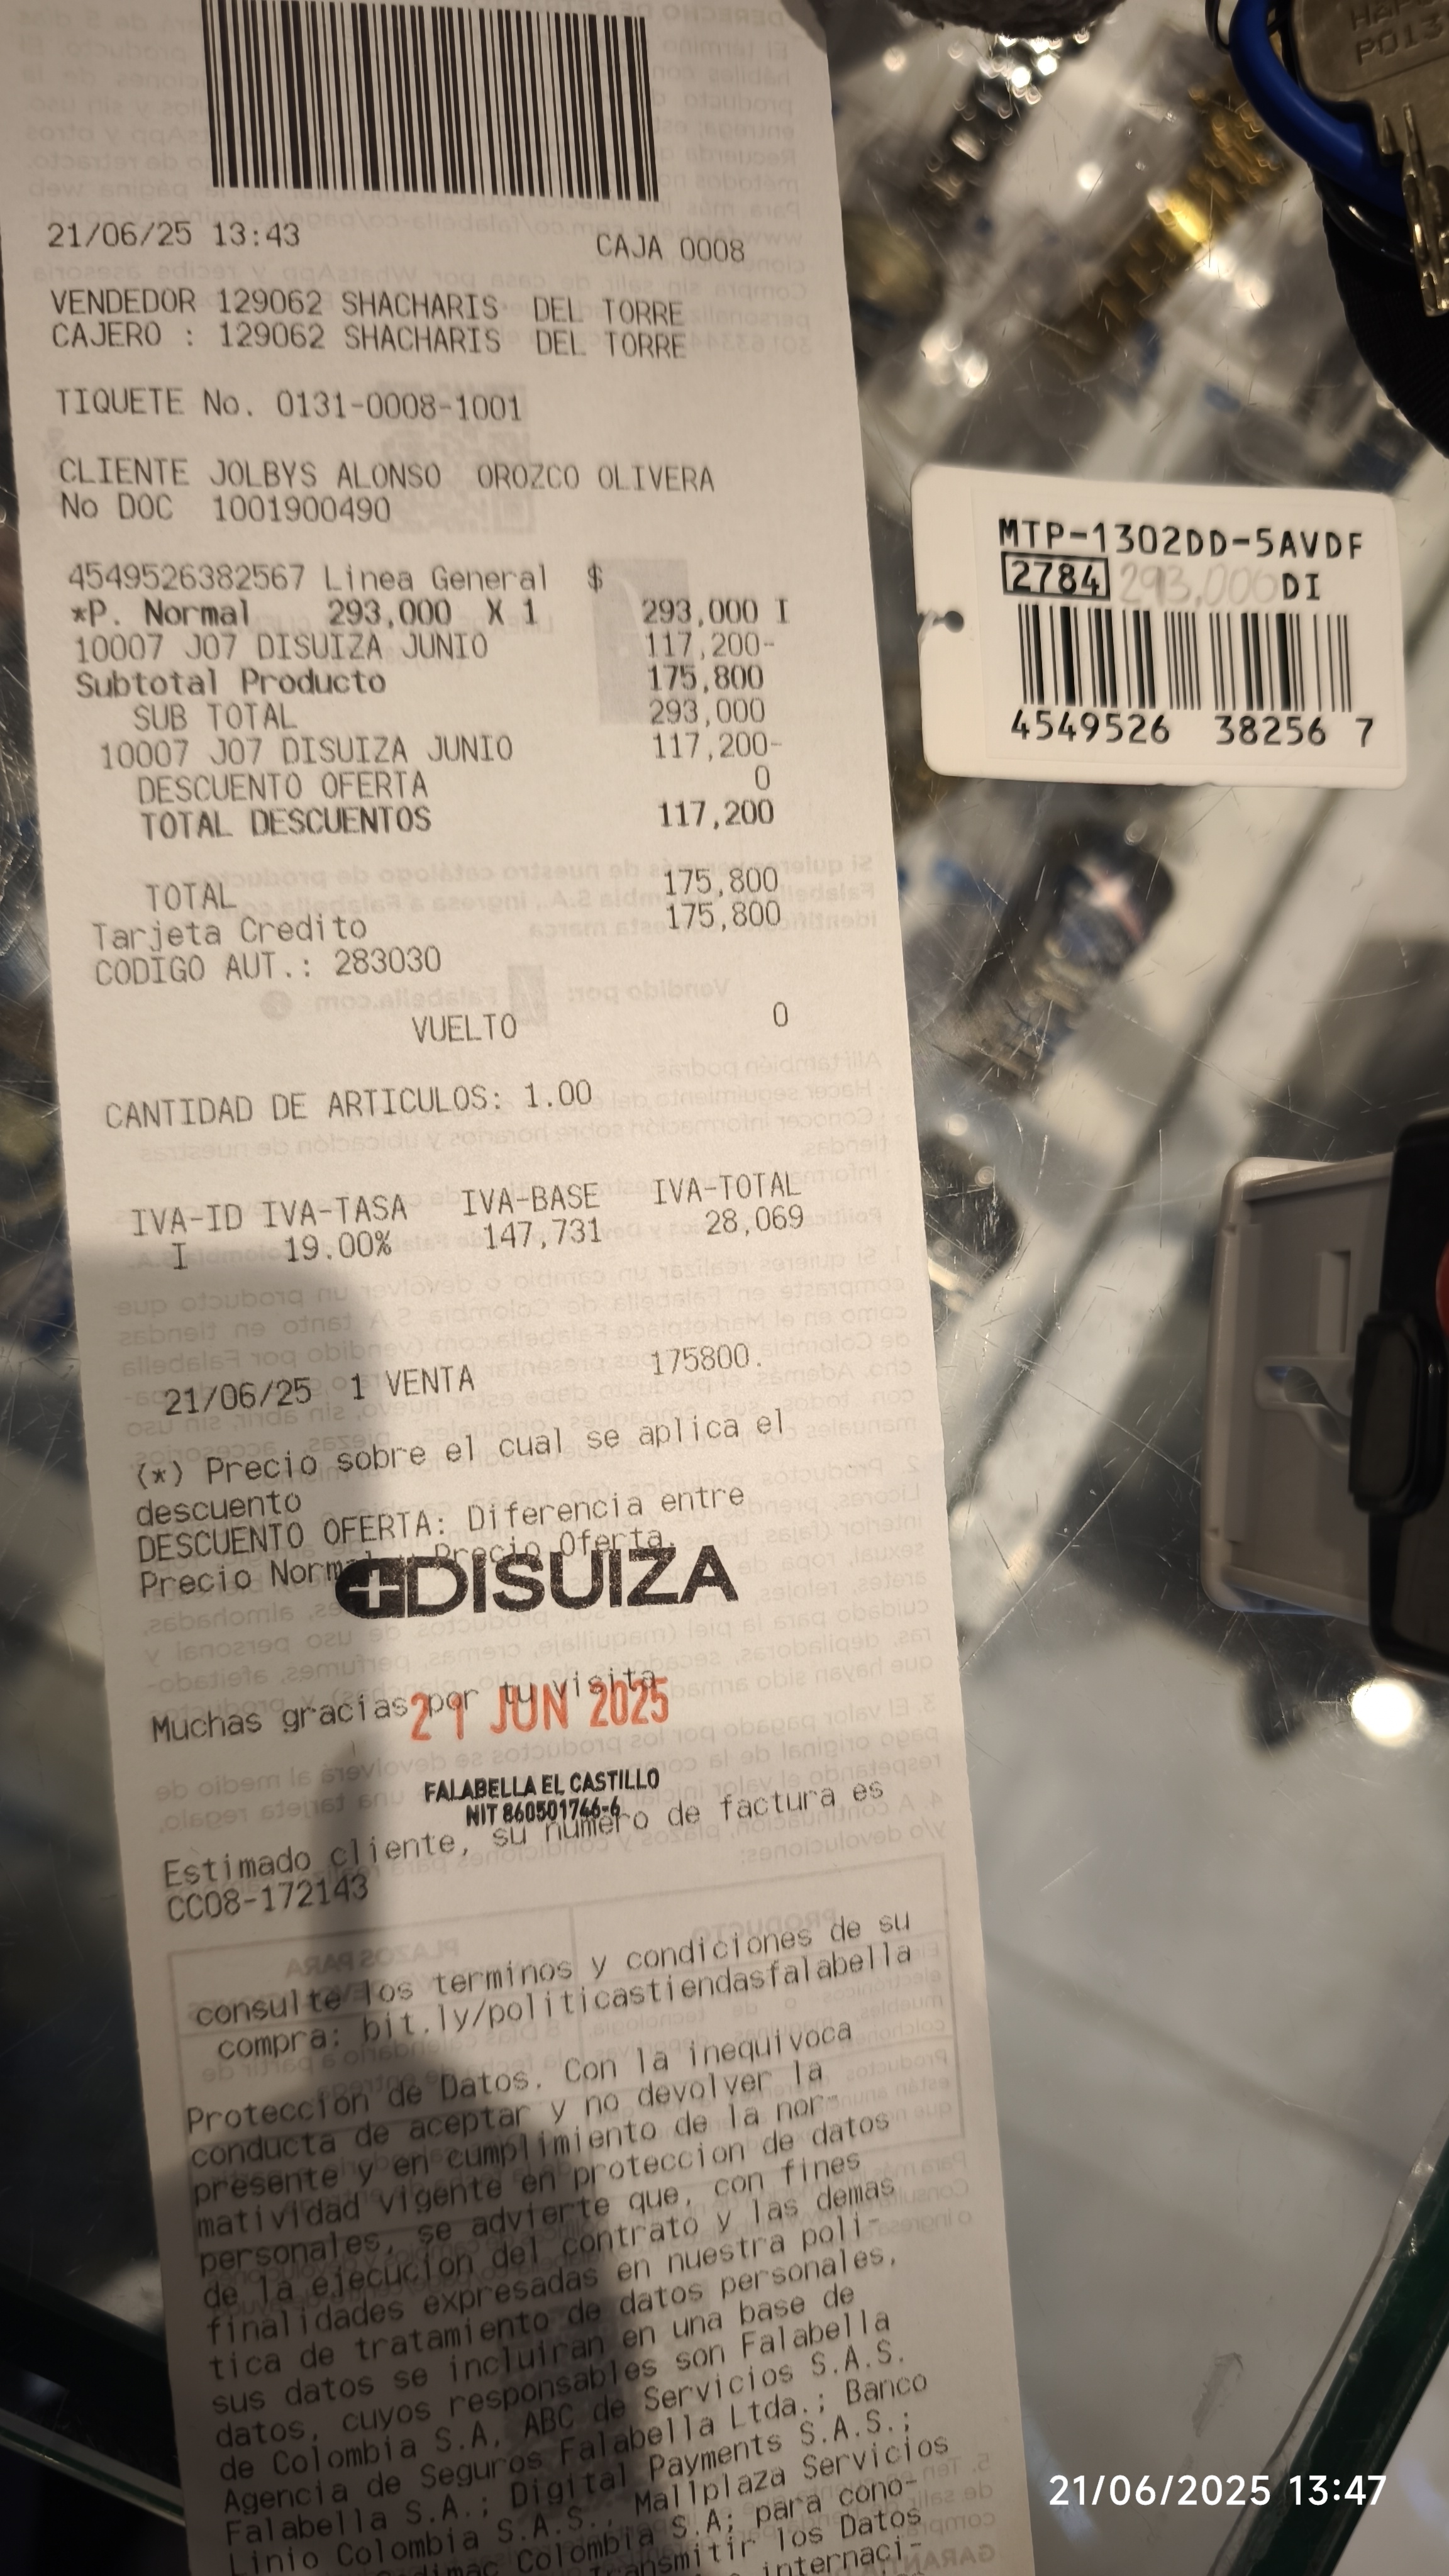 21/06/25 13:43 CAJA 0008
VENDEDOR 129062 SHACHARIS DEL TORRE
CAJERO : 129062 SHACHARIS DEL TORRE
TIQUETE No. 0131-0008-1001
CLIENTE JOLBYS ALONSO OROZCO OLIVERA
No DOC 1001900490
4549526382567 Linea General $
*P. Normal 293,000 X 1 293,000 I
10007 J07 DISUIZA JUNIO 117,200-
Subtotal Producto 175,800
SUB TOTAL 293,000
10007 J07 DISUIZA JUNIO 117,200-
DESCUENTO OFERTA 0
TOTAL DESCUENTOS 117,200
TOTAL 175,800
Tarjeta Credito 175,800
CODIGO AUT.: 283030
VUELTO 0
CANTIDAD DE ARTICULOS: 1.00
IVA-ID IVA-TASA IVA-BASE IVA-TOTAL
I 19.00% 147,731 28,069
21/06/25 1 VENTA 175800.
(*) Precio sobre el cual se aplica el
descuento
DESCUENTO OFERTA: Diferencia entre
Precio Normal y Precio Oferta.
DISUIZA
Muchas gracias por tu visita
21 JUN 2025
FALABELLA EL CASTILLO
NIT 860501746-6
Estimado cliente, su numero de factura es
CC08-172143
consulte los terminos y condiciones de su
compra: bit.ly/politicastiendasfalabella
Protección de Datos. Con la inequivoca
conducta de aceptar y no devolver la
presente y en cumplimiento de la nor-
matividad vigente en proteccion de datos
personales, se advierte que, con fines
de la ejecucion del contrato y las demas
finalidades expresadas en nuestra poli-
tica de tratamiento de datos personales,
sus datos se incluiran en una base de
datos, cuyos responsables son Falabella
de Colombia S.A, ABC de Servicios S.A.S.
Agencia de Seguros Falabella Ltda.; Banco
Falabella S.A.; Digital Payments S.A.S.;
Linio Colombia S.A.S., Mallplaza Servicios
Colombia S.A; para cono-
los Datos
internaci-
MTP-1302DD-5AVDF
2784 293,000 DI
4549526 38256 7
21/06/2025 13:47